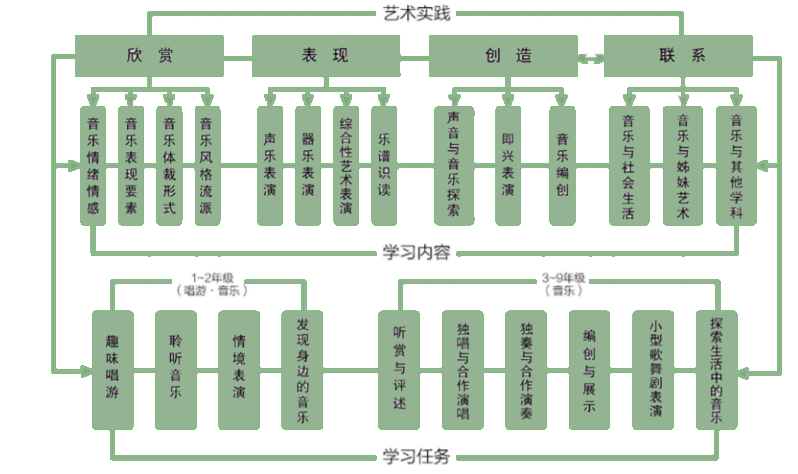 艺术实践
欣 赏
表 现
创 造
联 系
音乐情绪情感
音乐表现要素
音乐体裁形式
音乐风格流派
声乐表演
器乐表演
综合性艺术表演
乐谱识读
声音与音乐探索
即兴表演
音乐编创
音乐与社会生活
音乐与姊妹艺术
音乐与其他学科
学习内容
1~2年级
（唱游·音乐）
3~9年级
（音乐）
趣味唱游
聆听音乐
情境表演
发现身边的音乐
听赏与评述
独唱与合作演唱
独奏与合作演奏
编创与展示
小型歌舞剧表演
探索生活中的音乐
学习任务